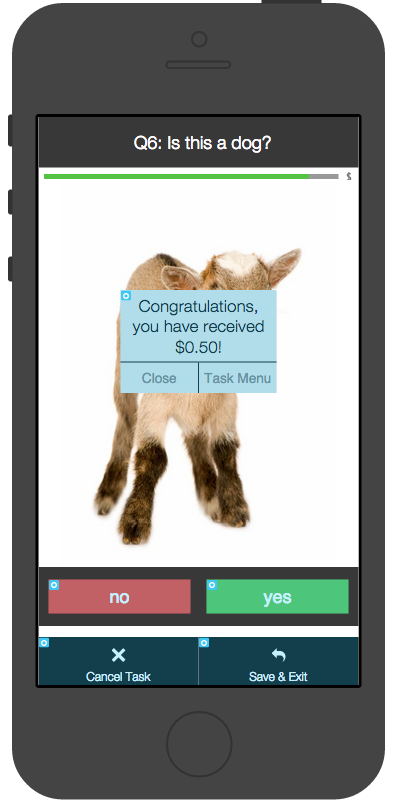 Q6: Is this a dog?
$
Congratulations,
you have received
$0.50!
Close
Task Menu
no
yes
Cancel Task
Save & Exit